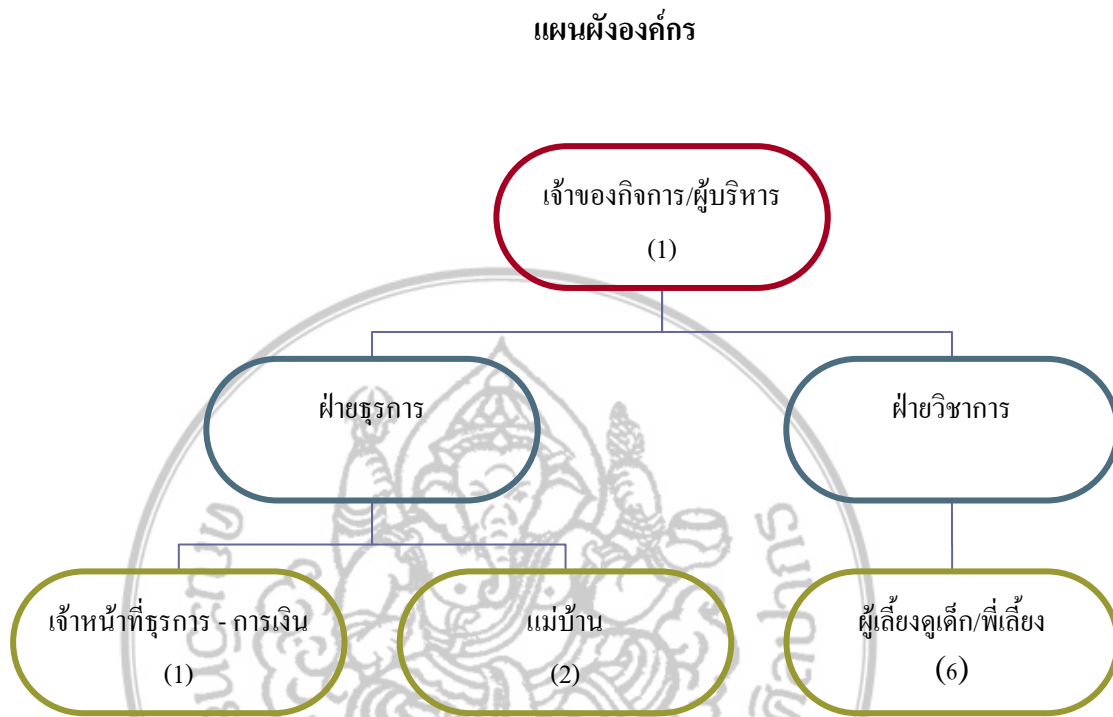 แผนผังองค์กร
เจ้าของกิจการ/ผู้บริหาร
(1)
ฝ่ายธุรการ
ฝ่ายวิชาการ
เจ้าหน้าที่ธุรการ - การเงิน
(1)
แม่บ้าน
(2)
ผู้เลี้ยงดูเด็ก/พี่เลี้ยง
(6)